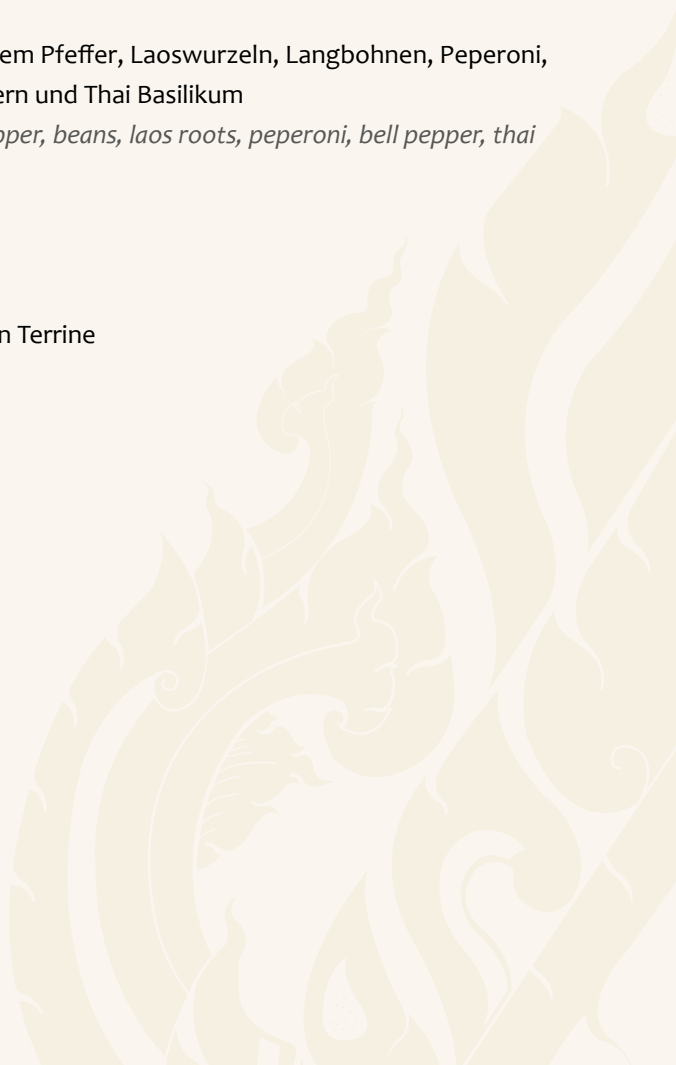 em Pfeffer, Laoswurzeln, Langbohnen, Peperoni,
ern und Thai Basilikum
pper, beans, laos roots, peperoni, bell pepper, thai
n Terrine